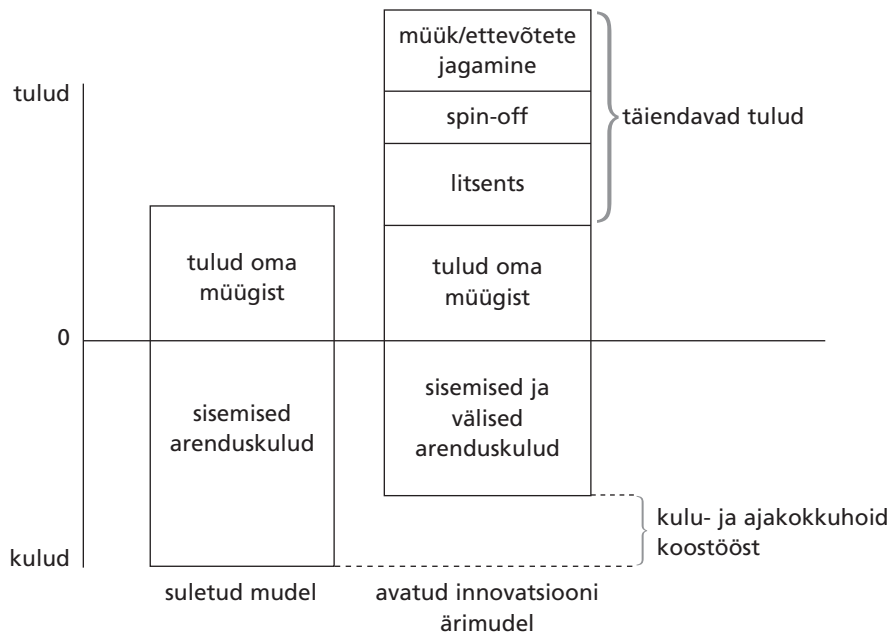 müük/ettevõtete
jagamine
tulud
spin-off
täiendavad tulud
litsents
tulud oma
müügist
tulud oma
müügist
0
sisemised
arenduskulud
sisemised ja
välised
arenduskulud
kulu- ja ajakokkuhoid
koostööst
kulud
suletud mudel
avatud innovatsiooni
ärimudel